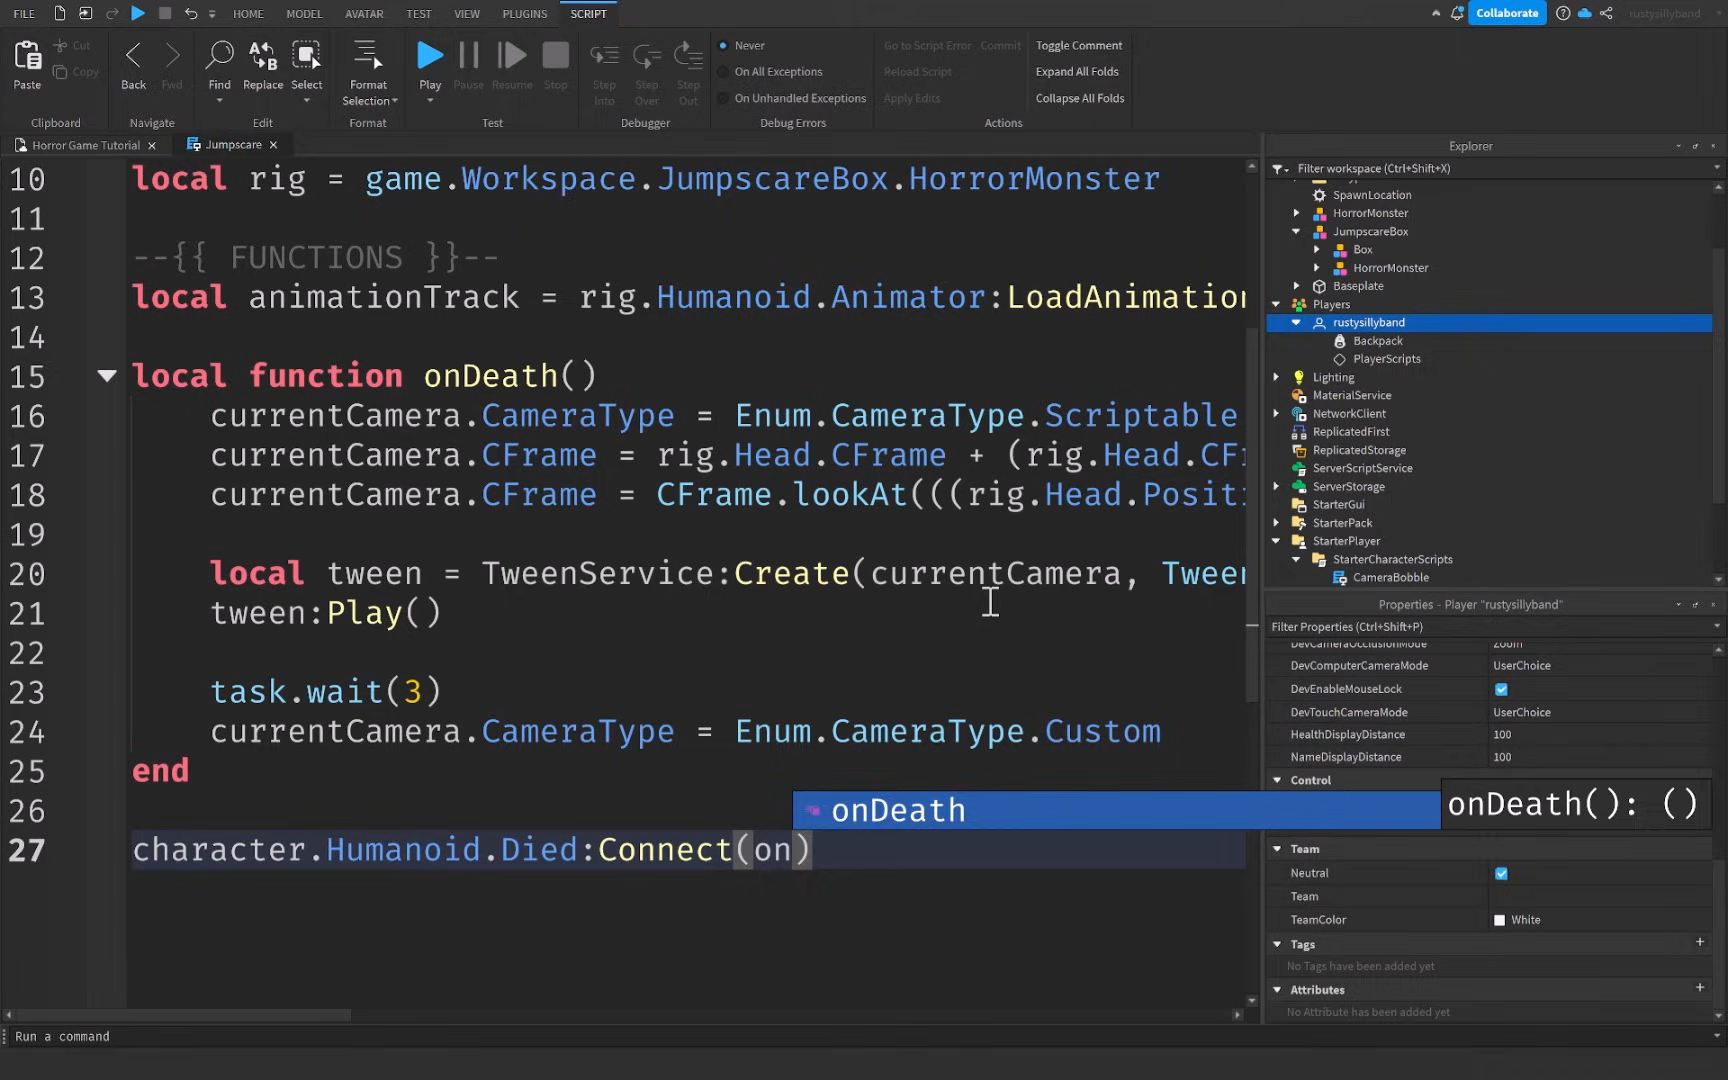 FILE HOME MODEL AVATAR TEST VIEW PLUGINS SCRIPT Collaborate rustysillyband
Paste Cut Copy
Clipboard
Back Fwd
Navigate
Find Replace Select
Edit
Format Selection
Format
Play Pause Resume Stop
Test
Step Into Step Over Step Out
Debugger
Never
On All Exceptions
On Unhandled Exceptions
Debug Errors
Go to Script Error Commit
Reload Script
Apply Edits
Toggle Comment
Expand All Folds
Collapse All Folds
Actions
Horror Game Tutorial Jumpscare
10 local rig = game.Workspace.JumpscareBox.HorrorMonster
11
12 --{{ FUNCTIONS }}--
13 local animationTrack = rig.Humanoid.Animator:LoadAnimation
14
15 local function onDeath()
16 currentCamera.CameraType = Enum.CameraType.Scriptable
17 currentCamera.CFrame = rig.Head.CFrame + (rig.Head.CF
18 currentCamera.CFrame = CFrame.lookAt(((rig.Head.Positi
19
20 local tween = TweenService:Create(currentCamera, Tween
21 tween:Play()
22
23 task.wait(3)
24 currentCamera.CameraType = Enum.CameraType.Custom
25 end
26
onDeath
onDeath(): ()
27 character.Humanoid.Died:Connect(on)
Explorer
Filter workspace (Ctrl+Shift+X)
SpawnLocation
HorrorMonster
JumpscareBox
Box
HorrorMonster
Baseplate
Players
rustysillyband
Backpack
PlayerScripts
Lighting
MaterialService
NetworkClient
ReplicatedFirst
ReplicatedStorage
ServerScriptService
ServerStorage
StarterGui
StarterPack
StarterPlayer
StarterCharacterScripts
CameraBobble
Properties - Player "rustysillyband"
Filter Properties (Ctrl+Shift+P)
DevCameraOcclusionMode Zoom
DevComputerCameraMode UserChoice
DevEnableMouseLock
DevTouchCameraMode UserChoice
HealthDisplayDistance 100
NameDisplayDistance 100
Control
Team
Neutral
Team
TeamColor White
Tags
No Tags have been added yet
Attributes
No Attribute has been added yet
Run a command